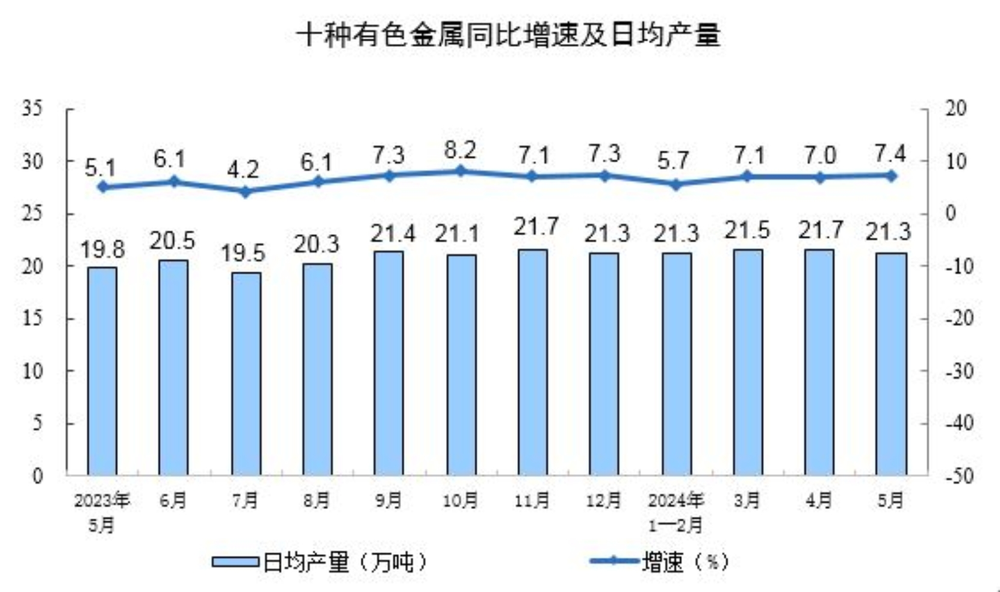 十种有色金属同比增速及日均产量
35 20
30 10
25 0
20 -10
15 -20
10 -30
5 -40
0 -50
5.1 6.1 4.2 6.1 7.3 8.2 7.1 7.3 5.7 7.1 7.0 7.4
19.8 20.5 19.5 20.3 21.4 21.1 21.7 21.3 21.3 21.5 21.7 21.3
2023年 6月 7月 8月 9月 10月 11月 12月 2024年 3月 4月 5月
5月 1一2月
日均产量（万吨） 增速（%）